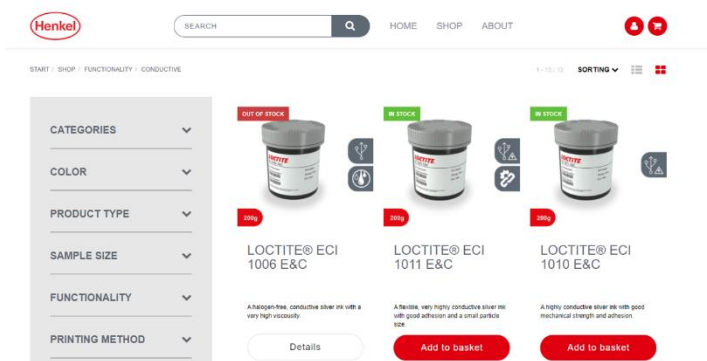 Henkel
SEARCH
HOME SHOP ABOUT
START / SHOP / FUNCTIONALITY / CONDUCTIVE
SORTING
CATEGORIES
COLOR
PRODUCT TYPE
SAMPLE SIZE
FUNCTIONALITY
PRINTING METHOD
OUT OF STOCK
LOCTITE
200g
LOCTITE® ECI
1006 E&C
A halogen-free, conductive silver ink with a
very high viscousity.
Details
IN STOCK
LOCTITE
200g
LOCTITE® ECI
1011 E&C
A flexible, very highly conductive silver ink
with good adhesion and a small particle
size.
Add to basket
IN STOCK
LOCTITE
200g
LOCTITE® ECI
1010 E&C
A highly conductive silver ink with good
mechanical strength and adhesion.
Add to basket